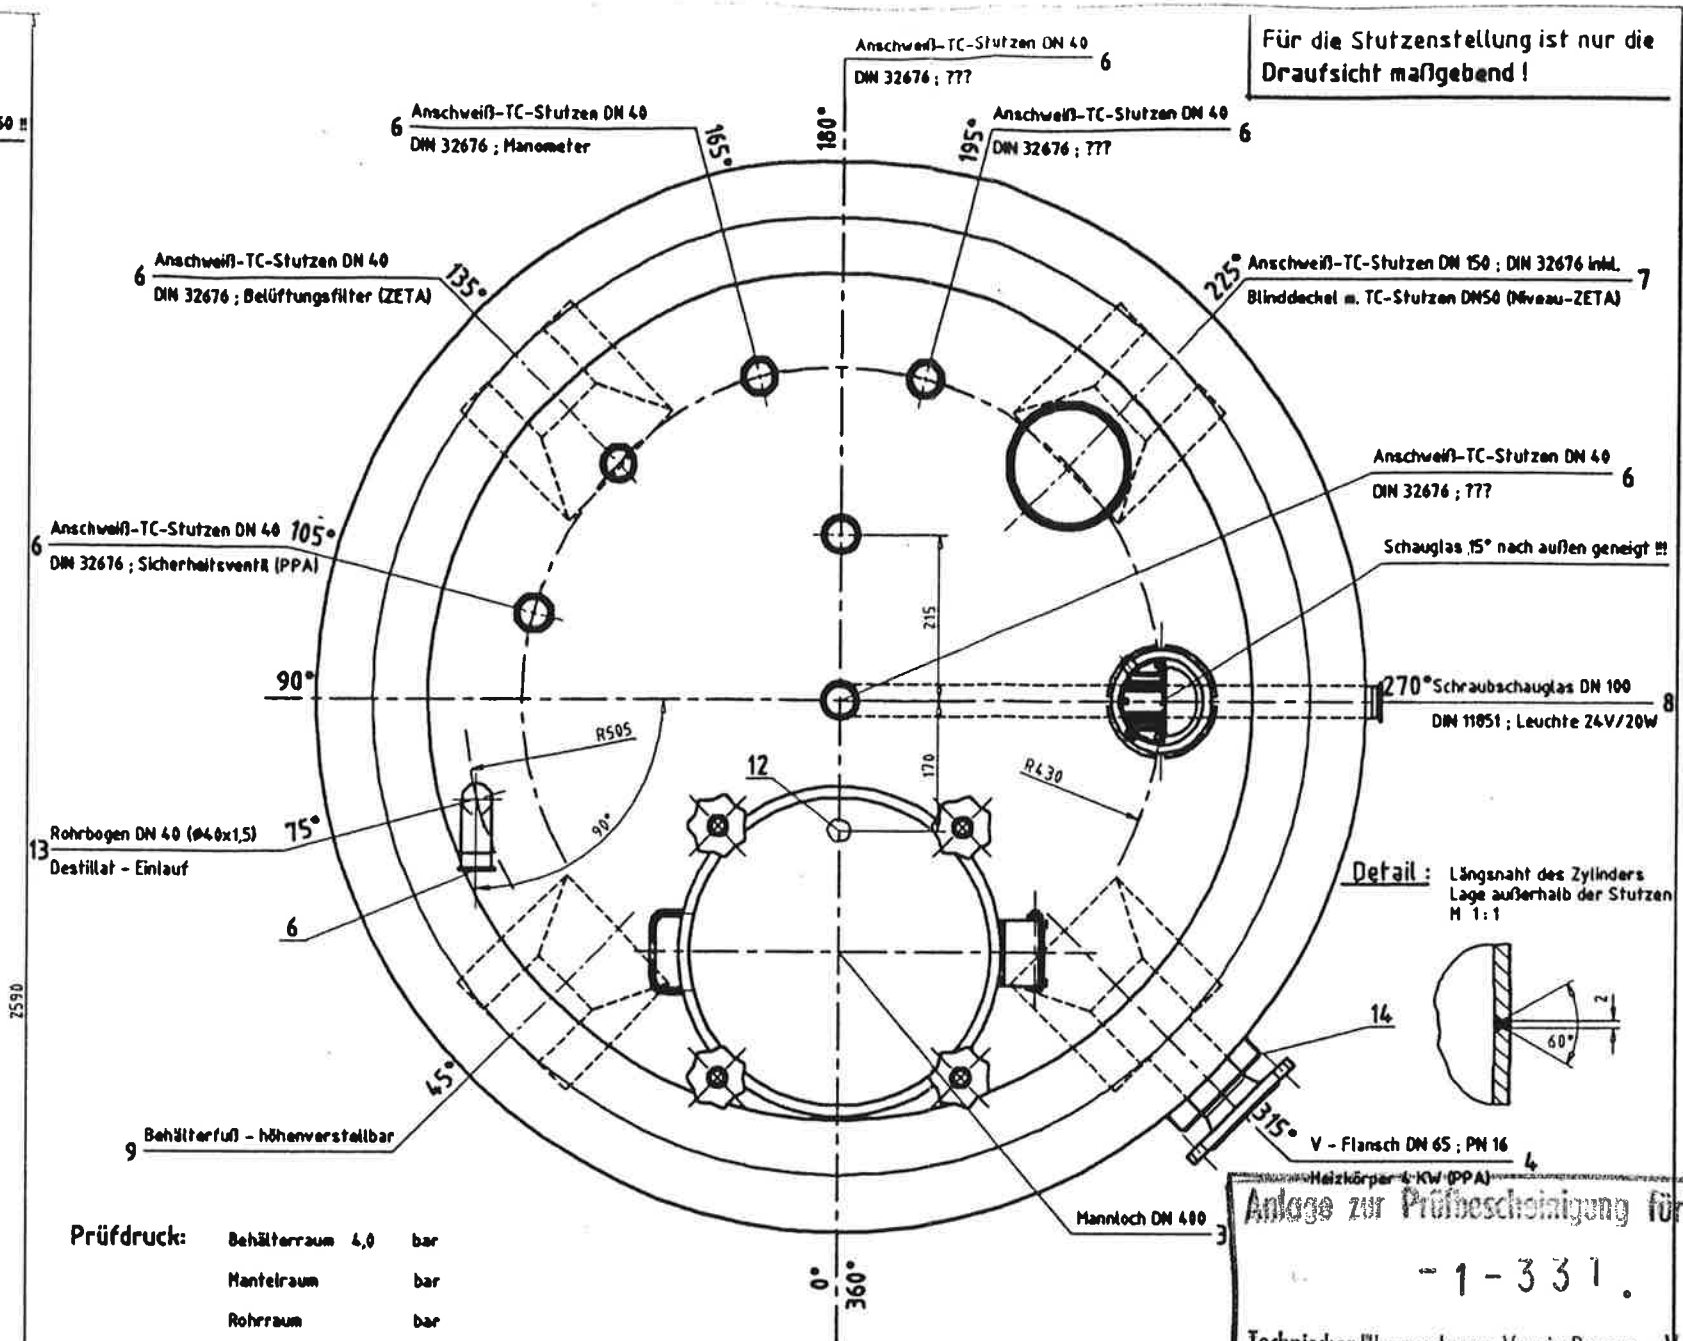 Für die Stutzenstellung ist nur die
Draufsicht maßgebend !
Anschweiß-TC-Stutzen DN 40
DIN 32676 ; ???
6
180°
Anschweiß-TC-Stutzen DN 40
DIN 32676 ; Manometer
6
165°
Anschweiß-TC-Stutzen DN 40
DIN 32676 ; ???
6
195°
Anschweiß-TC-Stutzen DN 40
DIN 32676 ; Belüftungsfilter (ZETA)
6
135°
225°
Anschweiß-TC-Stutzen DN 150 ; DIN 32676 inkl.
Blinddeckel m. TC-Stutzen DN50 (Niveau-ZETA)
7
Anschweiß-TC-Stutzen DN 40
DIN 32676 ; ???
6
Anschweiß-TC-Stutzen DN 40
DIN 32676 ; Sicherheitsventil (PPA)
6
105°
Schauglas 15° nach außen geneigt !!!
215
90°
270°
Schraubschauglas DN 100
DIN 11851 ; Leuchte 24V/20W
8
R505
170
12
R430
90°
Rohrbogen DN 40 (Ø40x1,5)
Destillat - Einlauf
13
75°
6
Detail :
Längsnaht des Zylinders
Lage außerhalb der Stutzen
M 1:1
2590
14
2
60°
45°
Behälterfuß - höhenverstellbar
9
315°
V - Flansch DN 65 ; PN 16
Heizkörper 4 KW (PPA)
4
Mannloch DN 400
3
Anlage zur Prüfbescheinigung für
- 1 - 3 3 1 .
Prüfdruck:
Behälterraum 4,0 bar
Mantelraum bar
Rohrraum bar
0°
360°